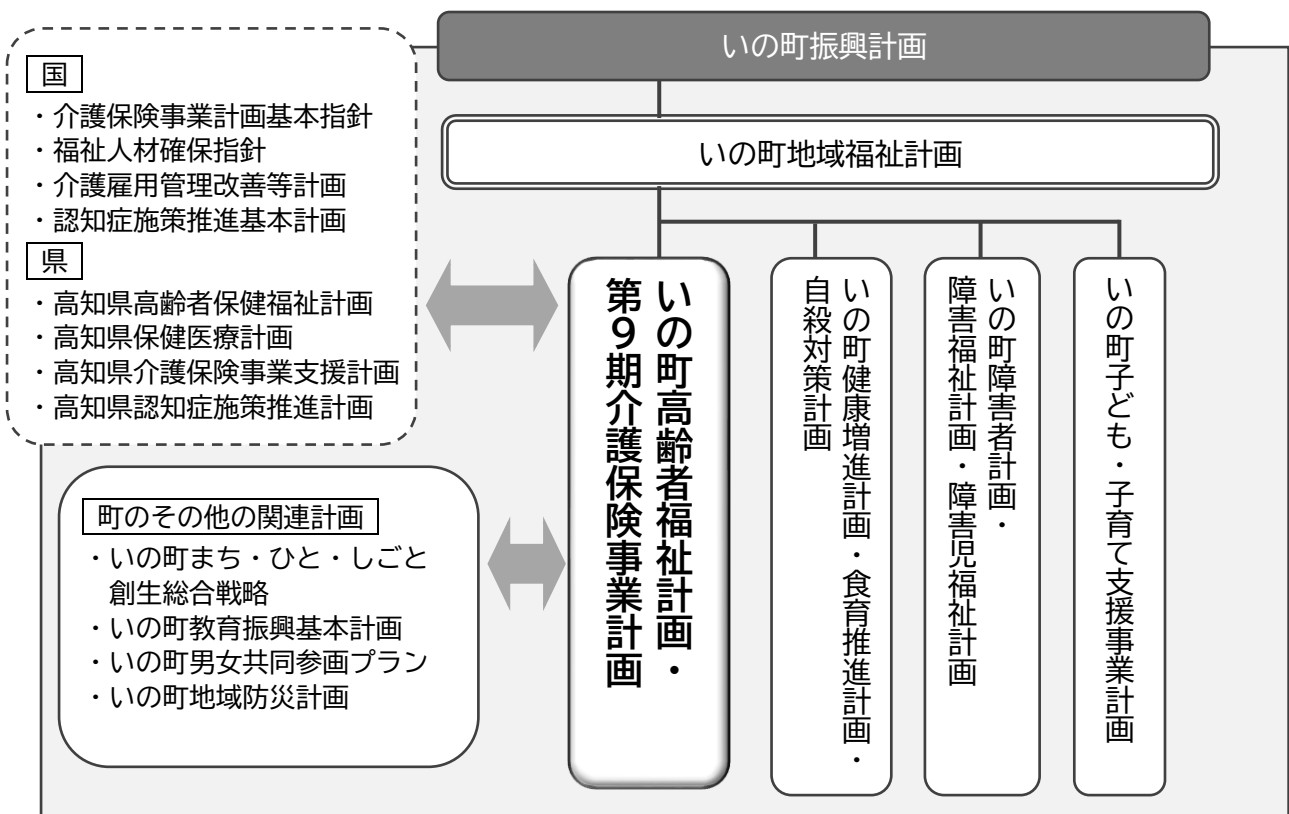 いの町振興計画
国
・介護保険事業計画基本指針
・福祉人材確保指針
・介護雇用管理改善等計画
・認知症施策推進基本計画
県
・高知県高齢者保健福祉計画
・高知県保健医療計画
・高知県介護保険事業支援計画
・高知県認知症施策推進計画
いの町地域福祉計画
いの町高齢者福祉計画・
第９期介護保険事業計画
いの町健康増進計画・食育推進計画・
自殺対策計画
いの町障害者計画・
障害福祉計画・障害児福祉計画
いの町子ども・子育て支援事業計画
町のその他の関連計画
・いの町まち・ひと・しごと
創生総合戦略
・いの町教育振興基本計画
・いの町男女共同参画プラン
・いの町地域防災計画